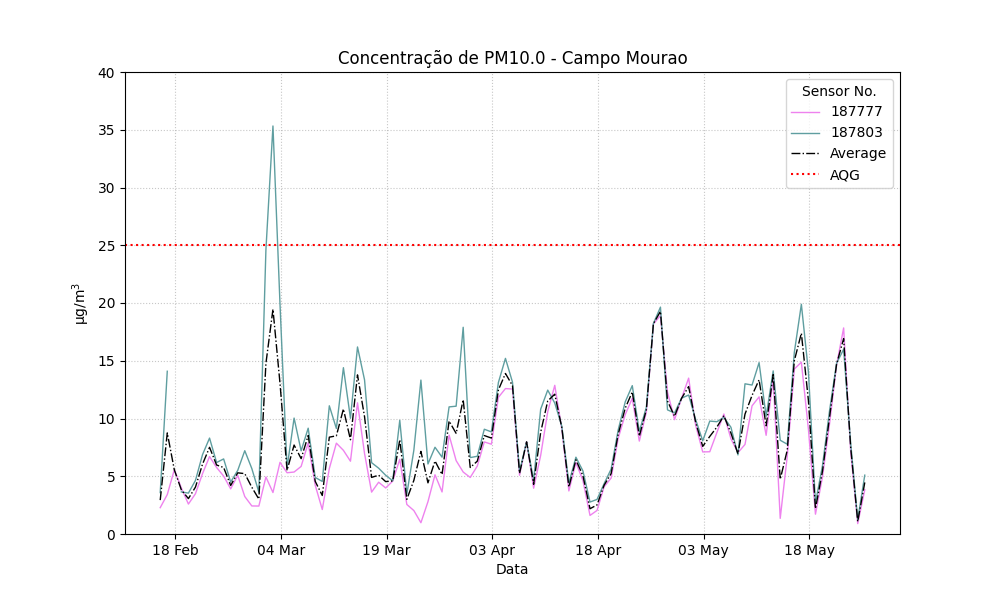 Concentração de PM10.0 - Campo Mourao
40
35
30
25
20
15
10
5
0
µg/m³
Sensor No.
187777
187803
Average
AQG
18 Feb
04 Mar
19 Mar
03 Apr
18 Apr
03 May
18 May
Data